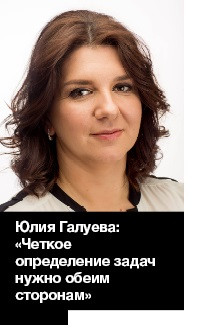 Юлия Галуева:
«Четкое
определение задач
нужно обеим
сторонам»